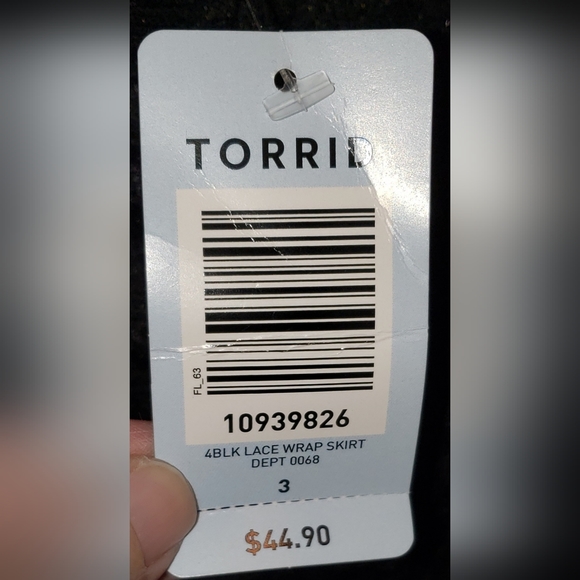 TORRID
FL_63
10939826
4BLK LACE WRAP SKIRT
DEPT 0068
3
$44.90